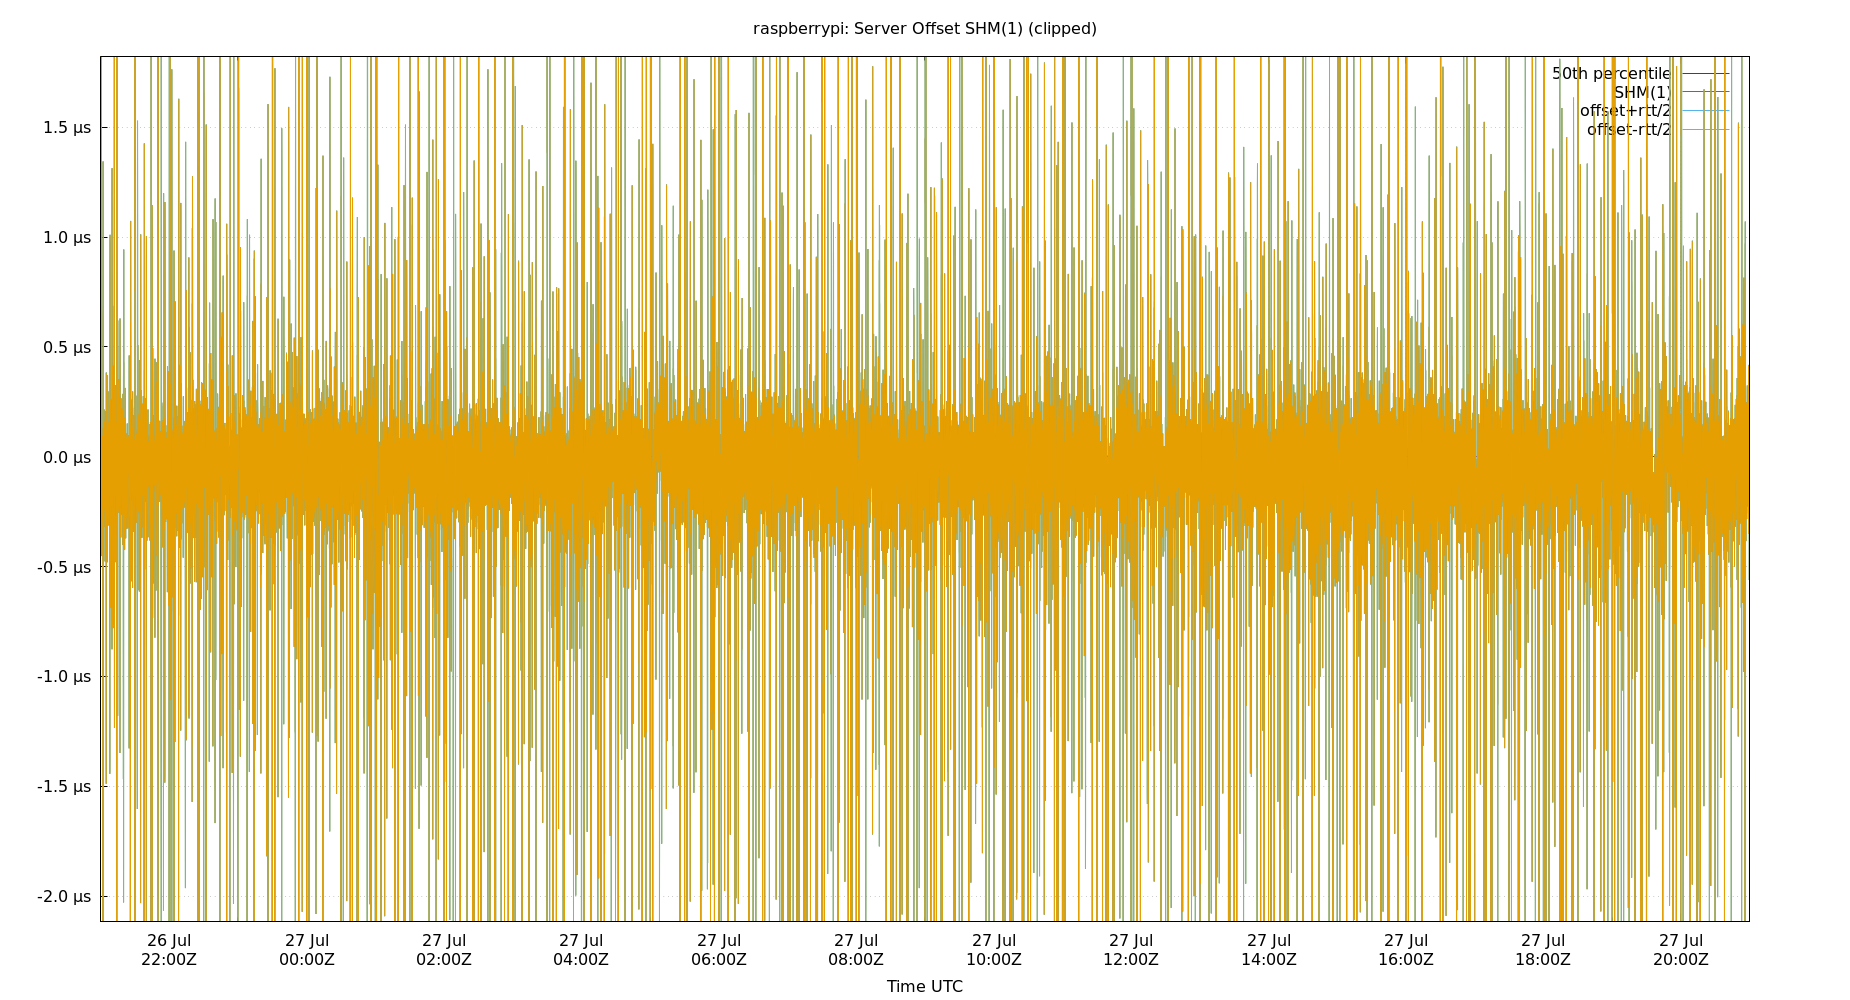 raspberrypi: Server Offset SHM(1) (clipped)
50th percentile
SHM(1)
offset+rtt/2
offset-rtt/2
1.5 µs
1.0 µs
0.5 µs
0.0 µs
-0.5 µs
-1.0 µs
-1.5 µs
-2.0 µs
26 Jul 27 Jul 27 Jul 27 Jul 27 Jul 27 Jul 27 Jul 27 Jul 27 Jul 27 Jul 27 Jul 27 Jul
22:00Z 00:00Z 02:00Z 04:00Z 06:00Z 08:00Z 10:00Z 12:00Z 14:00Z 16:00Z 18:00Z 20:00Z
Time UTC